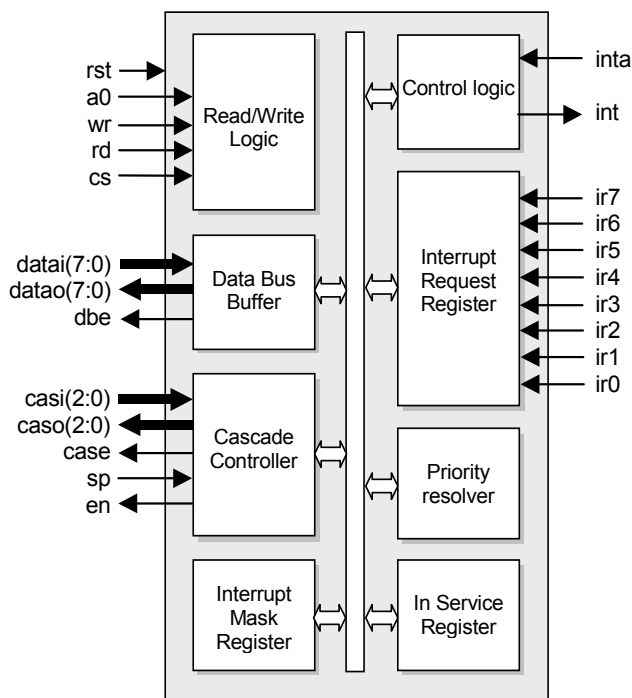 rst
a0
wr
rd
cs
Read/Write
Logic
Control logic
inta
int
datai(7:0)
datao(7:0)
dbe
Data Bus
Buffer
Interrupt
Request
Register
ir7
ir6
ir5
ir4
ir3
ir2
ir1
ir0
casi(2:0)
caso(2:0)
case
sp
en
Cascade
Controller
Priority
resolver
Interrupt
Mask
Register
In Service
Register